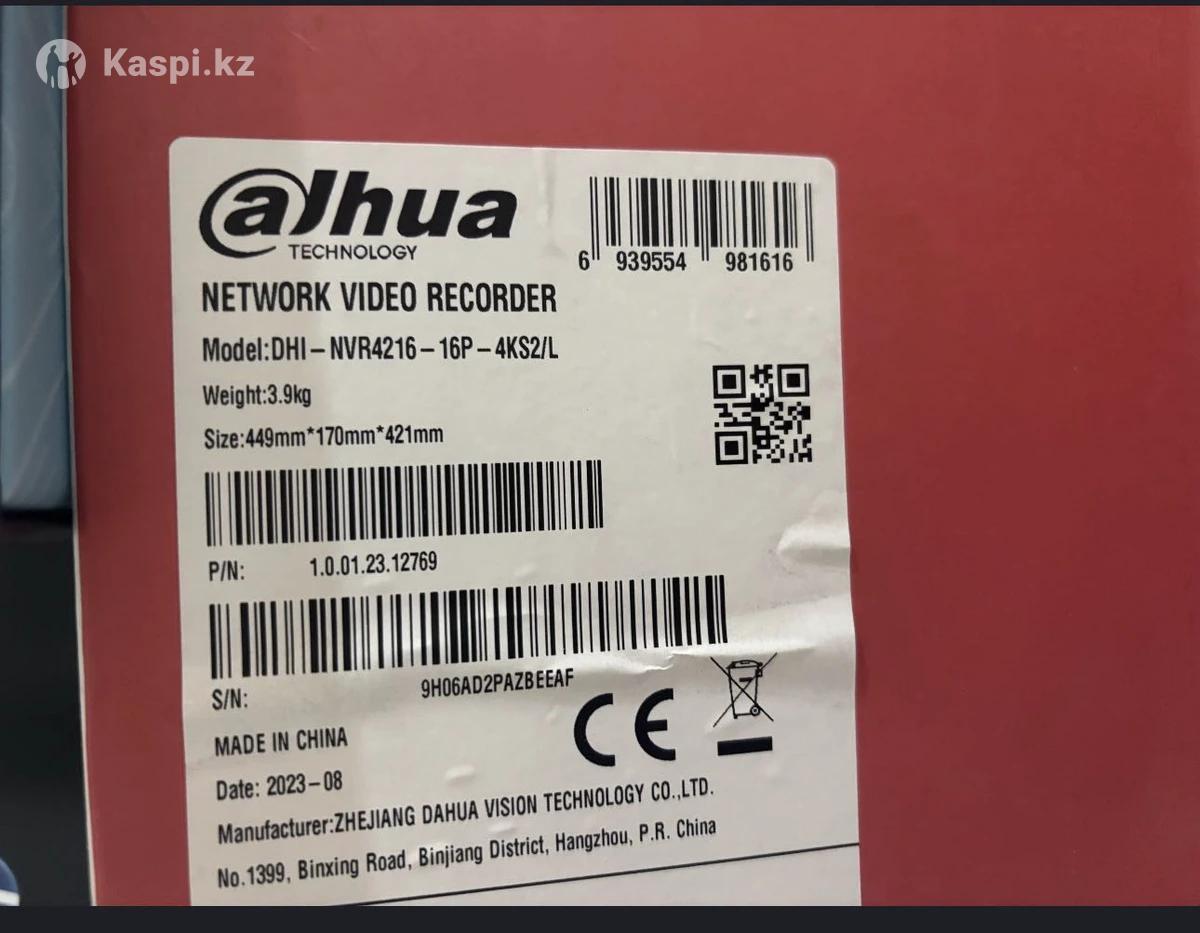 Kaspi.kz
alhua
TECHNOLOGY
6 939554 981616
NETWORK VIDEO RECORDER
Model:DHI-NVR4216-16P-4KS2/L
Weight:3.9kg
Size:449mm*170mm*421mm
P/N: 1.0.01.23.12769
S/N: 9H06AD2PAZBEEAF
CE
MADE IN CHINA
Date: 2023-08
Manufacturer:ZHEJIANG DAHUA VISION TECHNOLOGY CO.,LTD.
No.1399, Binxing Road, Binjiang District, Hangzhou, P.R. China